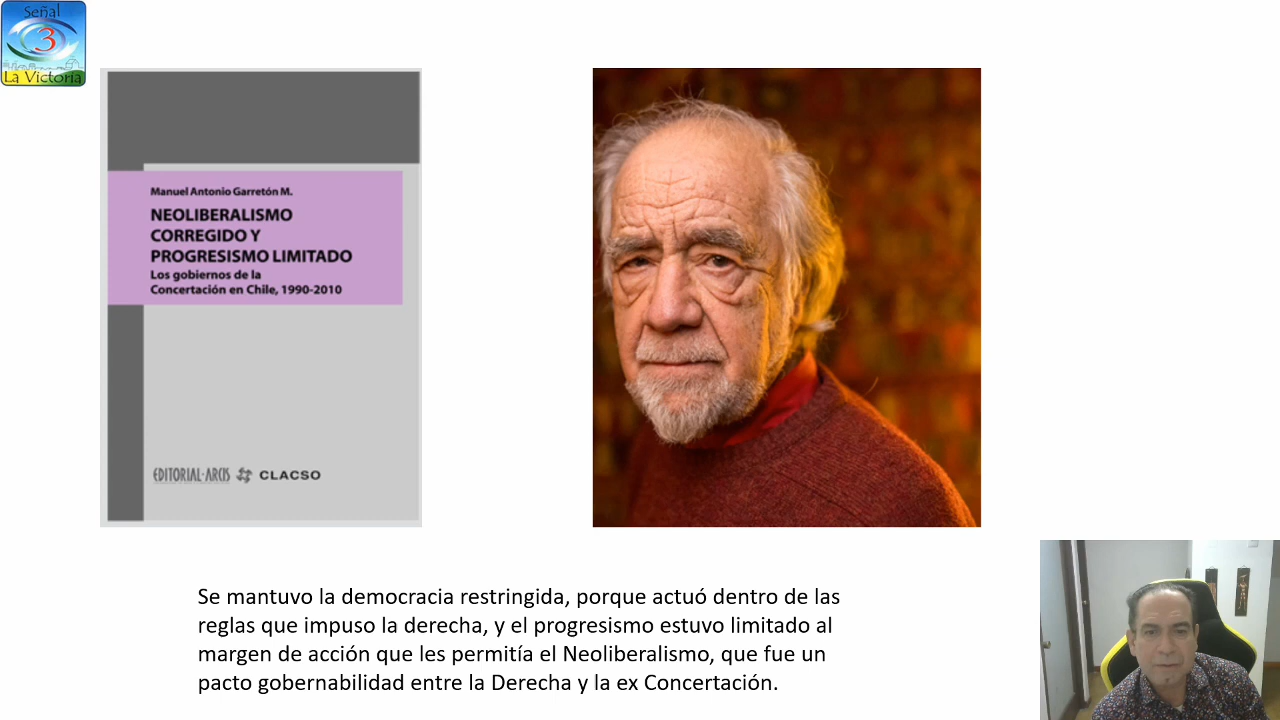 Señal
3
La Victoria
Manuel Antonio Garretón M.
NEOLIBERALISMO
CORREGIDO Y
PROGRESISMO LIMITADO
Los gobiernos de la
Concertación en Chile, 1990-2010
EDITORIAL·ARCIS CLACSO
Se mantuvo la democracia restringida, porque actuó dentro de las
reglas que impuso la derecha, y el progresismo estuvo limitado al
margen de acción que les permitía el Neoliberalismo, que fue un
pacto gobernabilidad entre la Derecha y la ex Concertación.